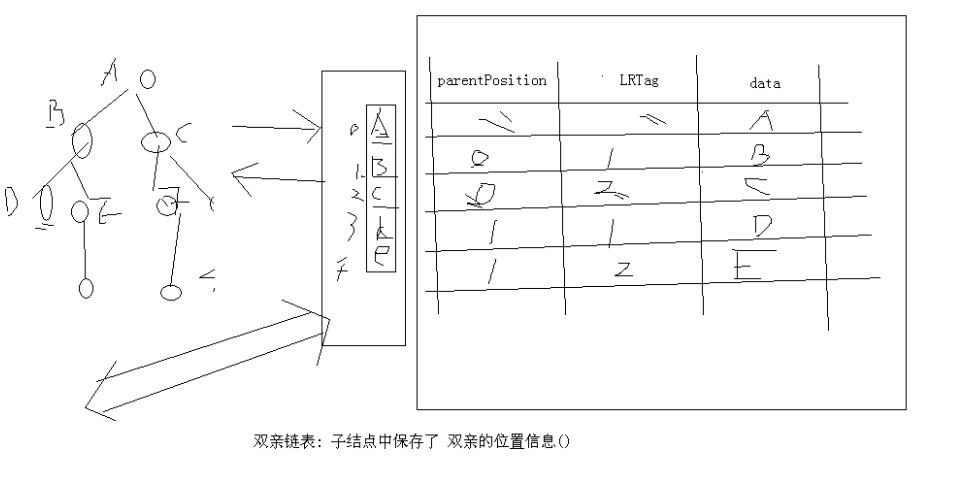 A
B
C
D
E
F
0 A
1. B
2 C
3
E
parentPosition LRTag data
A
0 1 B
0 2 C
1 1 D
1 2 E
双亲链表: 子结点中保存了 双亲的位置信息()